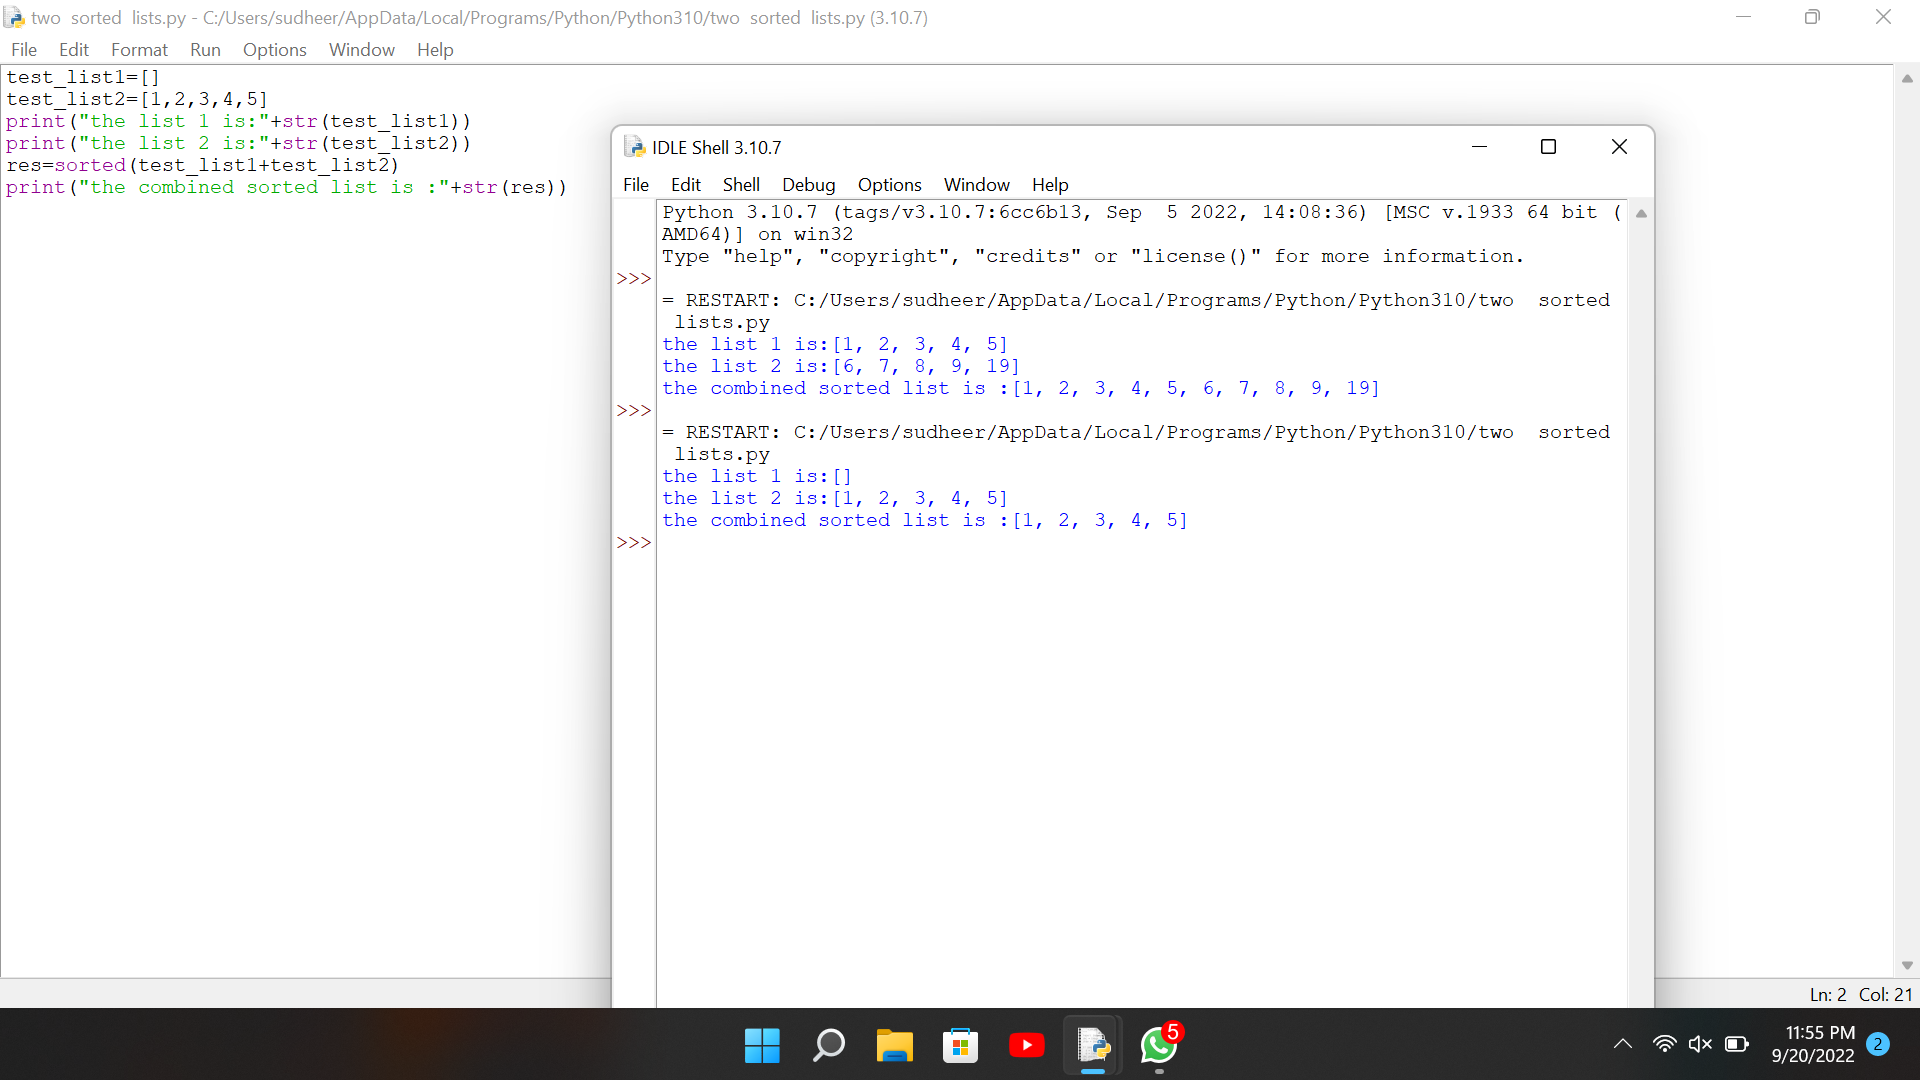 two sorted lists.py - C:/Users/sudheer/AppData/Local/Programs/Python/Python310/two sorted lists.py (3.10.7)
File Edit Format Run Options Window Help
test_list1=[]
test_list2=[1,2,3,4,5]
print("the list 1 is:"+str(test_list1))
print("the list 2 is:"+str(test_list2))
res=sorted(test_list1+test_list2)
print("the combined sorted list is :"+str(res))
IDLE Shell 3.10.7
File Edit Shell Debug Options Window Help
Python 3.10.7 (tags/v3.10.7:6cc6b13, Sep  5 2022, 14:08:36) [MSC v.1933 64 bit (
AMD64)] on win32
Type "help", "copyright", "credits" or "license()" for more information.
>>>
= RESTART: C:/Users/sudheer/AppData/Local/Programs/Python/Python310/two  sorted
 lists.py
the list 1 is:[1, 2, 3, 4, 5]
the list 2 is:[6, 7, 8, 9, 19]
the combined sorted list is :[1, 2, 3, 4, 5, 6, 7, 8, 9, 19]
>>>
= RESTART: C:/Users/sudheer/AppData/Local/Programs/Python/Python310/two  sorted
 lists.py
the list 1 is:[]
the list 2 is:[1, 2, 3, 4, 5]
the combined sorted list is :[1, 2, 3, 4, 5]
>>>
Ln: 2 Col: 21
5
11:55 PM
9/20/2022
2